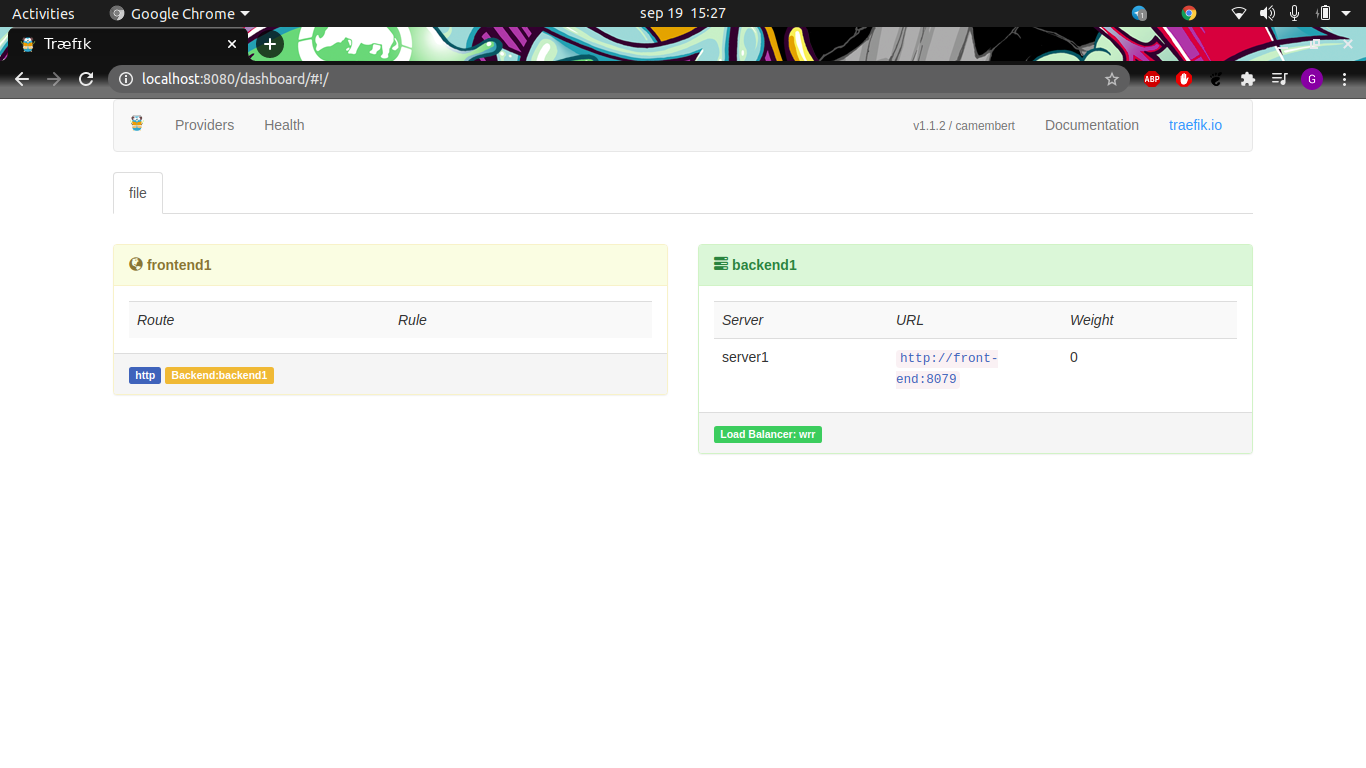 Activities Google Chrome sep 19 15:27
Træfɪk
localhost:8080/dashboard/#!/ ABP G
Providers Health v1.1.2 / camembert Documentation traefik.io
file
frontend1
Route Rule
http Backend:backend1
backend1
Server URL Weight
server1 http://front- 0
end:8079
Load Balancer: wrr